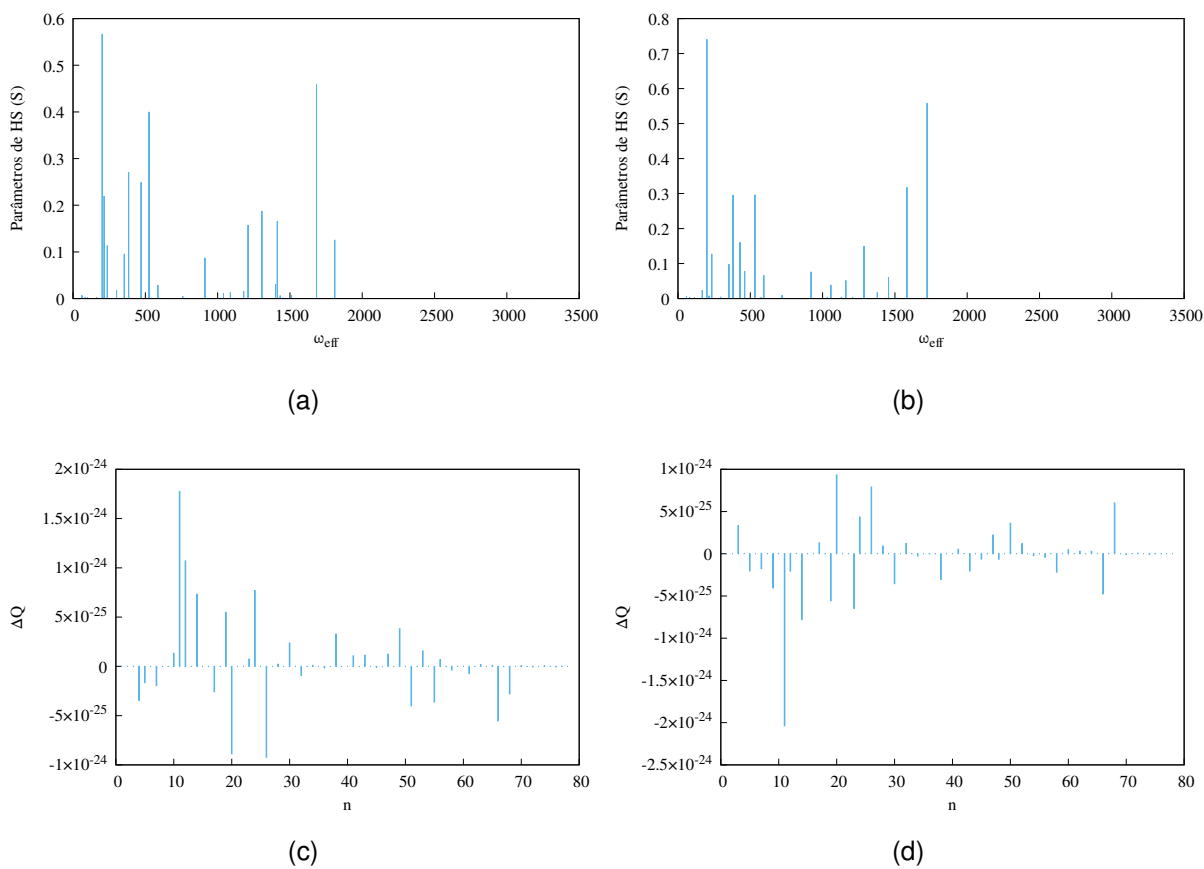 0.6
0.5
0.4
0.3
0.2
0.1
0
Parâmetros de HS (S)
0 500 1000 1500 2000 2500 3000 3500
ω_eff
(a)
0.8
0.7
0.6
0.5
0.4
0.3
0.2
0.1
0
Parâmetros de HS (S)
0 500 1000 1500 2000 2500 3000 3500
ω_eff
(b)
2×10⁻²⁴
1.5×10⁻²⁴
1×10⁻²⁴
5×10⁻²⁵
0
-5×10⁻²⁵
-1×10⁻²⁴
ΔQ
0 10 20 30 40 50 60 70 80
n
(c)
1×10⁻²⁴
5×10⁻²⁵
0
-5×10⁻²⁵
-1×10⁻²⁴
-1.5×10⁻²⁴
-2×10⁻²⁴
-2.5×10⁻²⁴
ΔQ
0 10 20 30 40 50 60 70 80
n
(d)